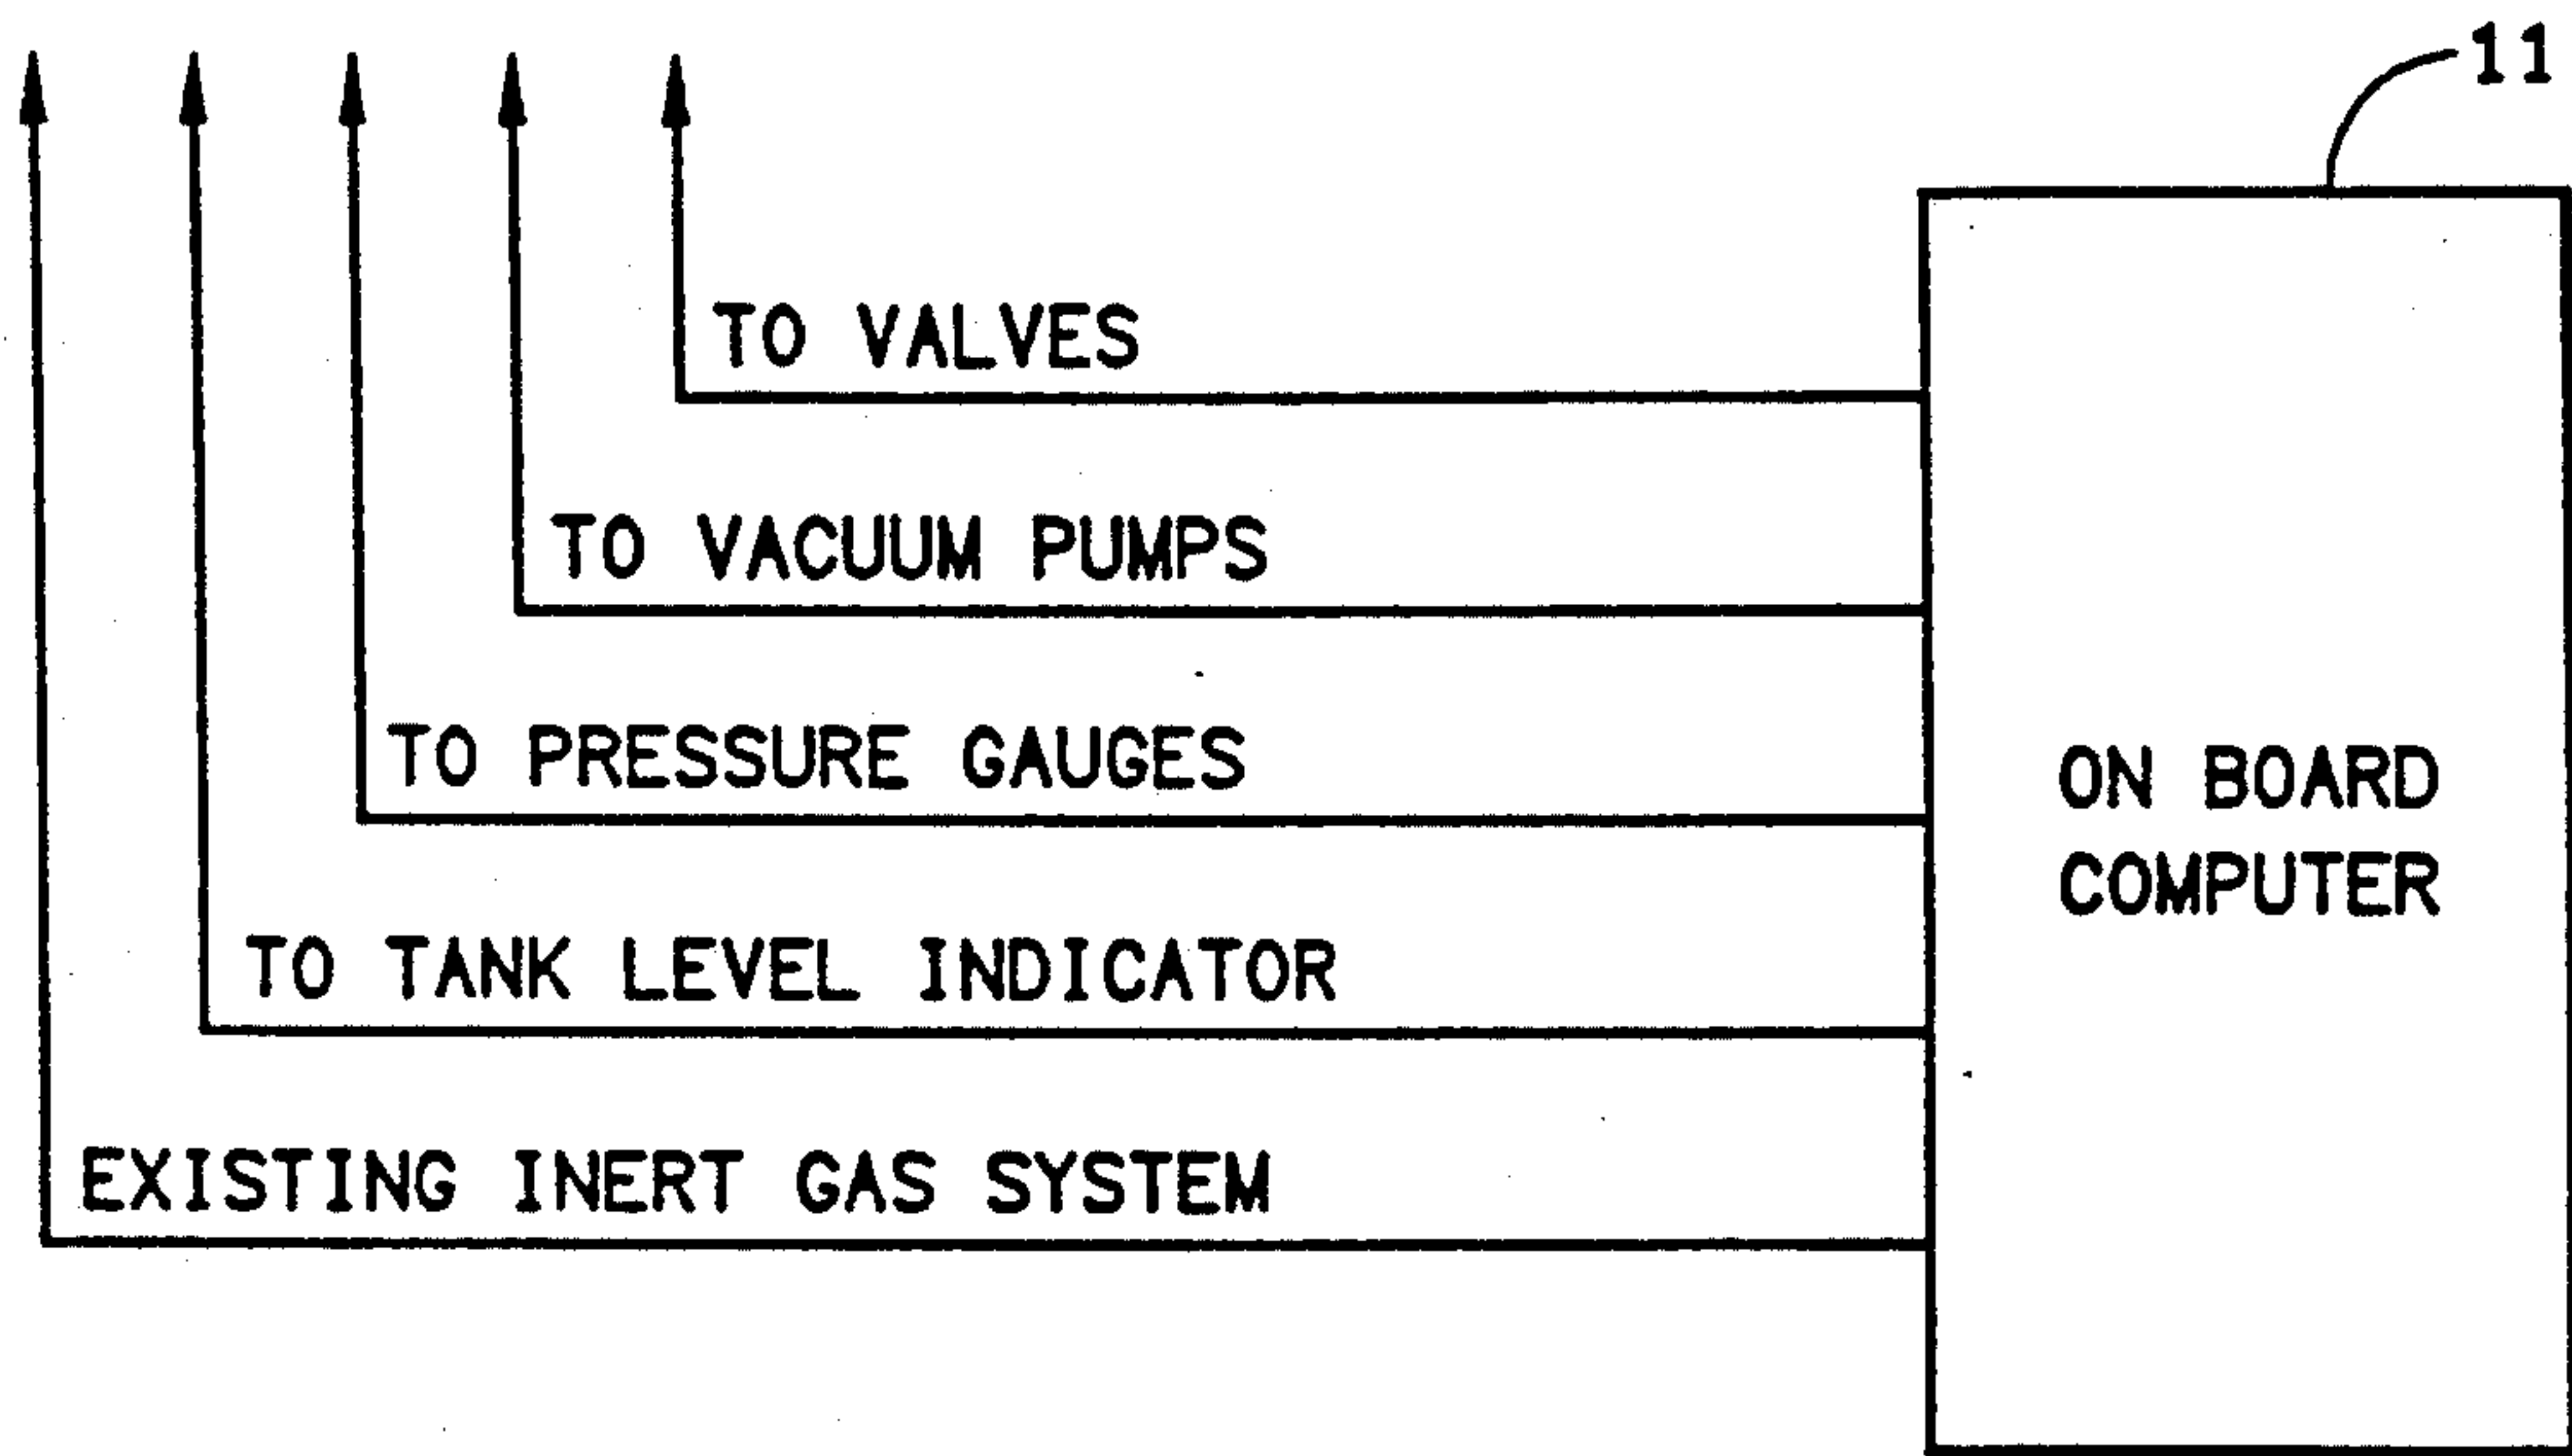 11
TO VALVES
TO VACUUM PUMPS
TO PRESSURE GAUGES
ON BOARD
COMPUTER
TO TANK LEVEL INDICATOR
EXISTING INERT GAS SYSTEM